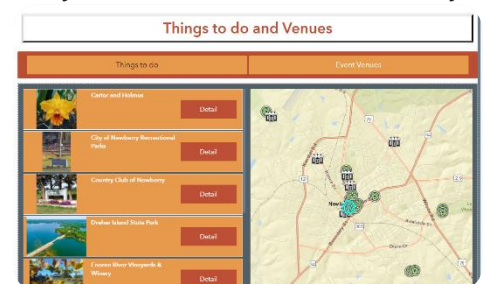 Things to do and Venues
Things to do
Event Venues
Carter and Holmes
Detail
City of Newberry Recreational
Parks
Detail
Country Club of Newberry
Detail
Dreher Island State Park
Detail
Enoree River Vineyards &
Winery
Detail